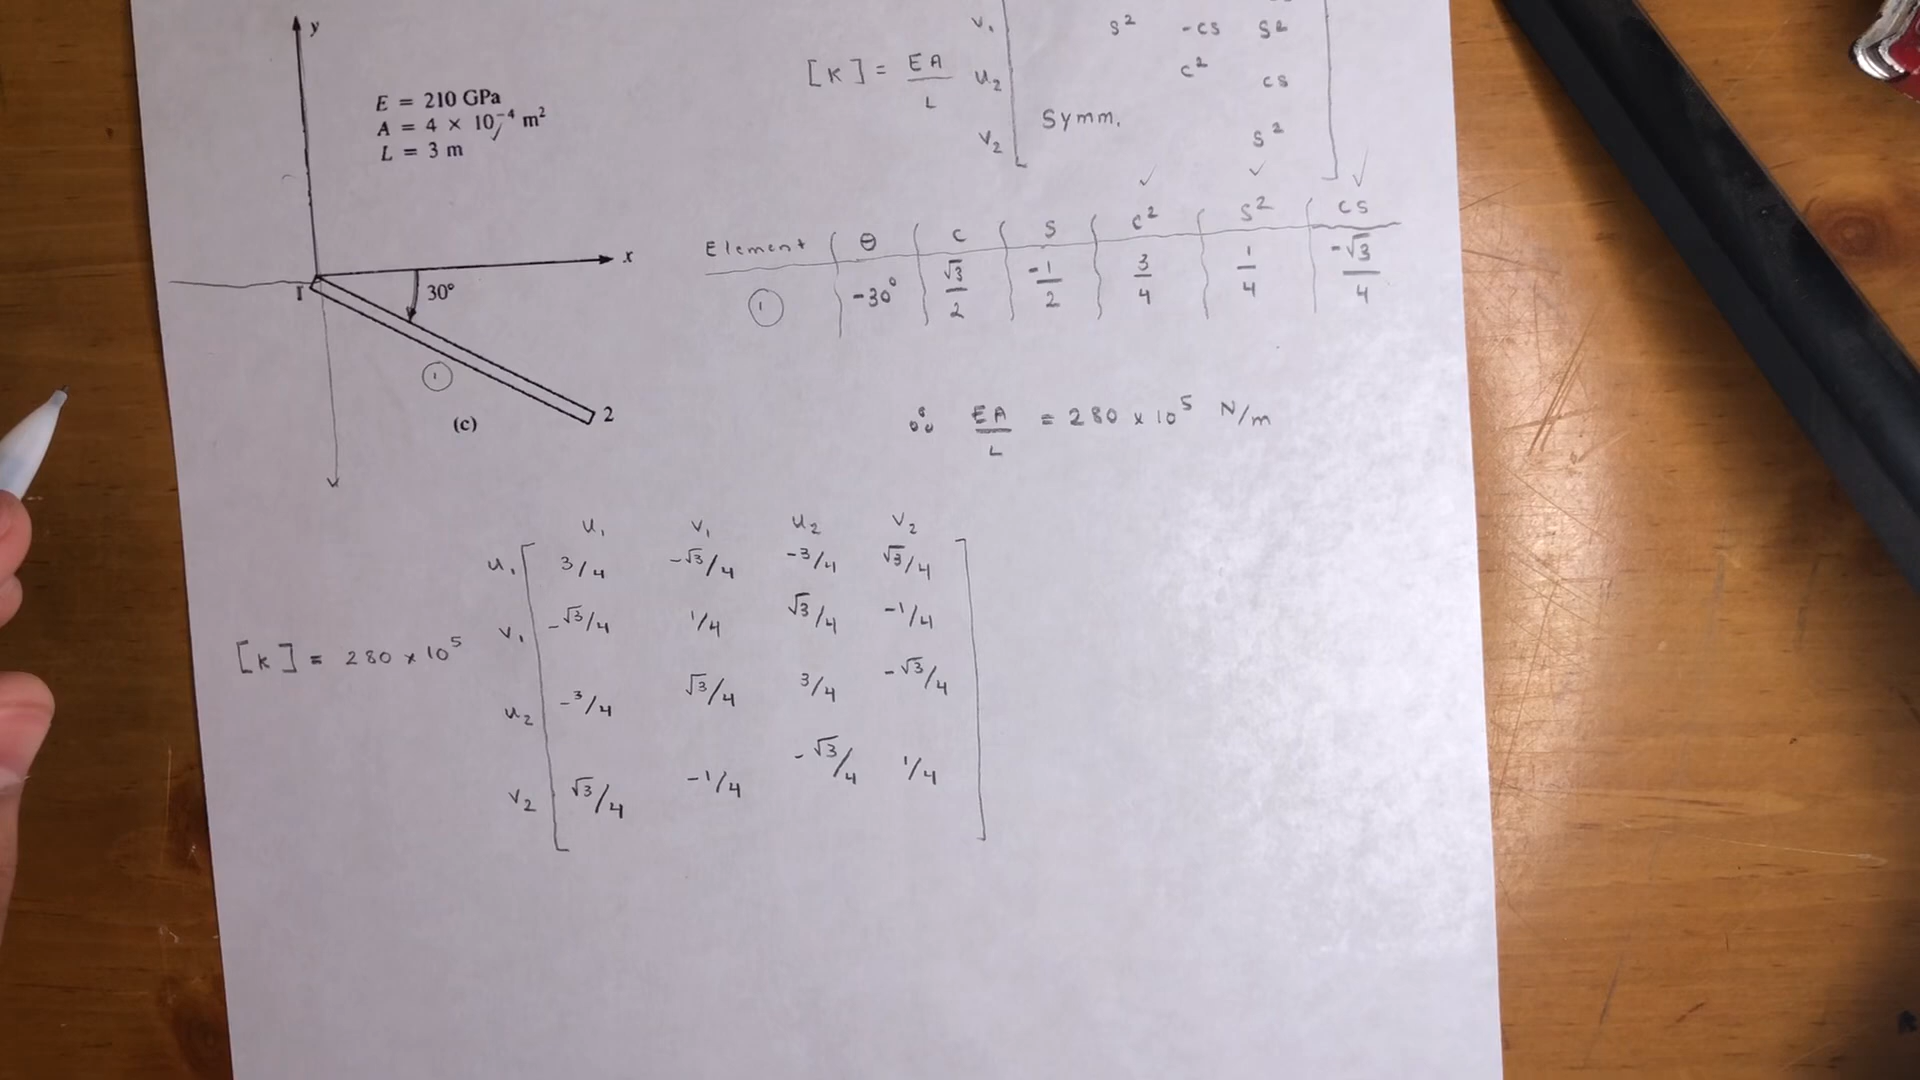 y
E = 210 GPa
A = 4 × 10⁻⁴ m²
L = 3 m
x
1
30°
1
2
(c)
v₁ s² -cs s²
[K] = EA/L
u₂ c² cs
Symm.
v₂ s²
✓ ✓ ✓
Element θ c s c² s² cs
1 -30° √3/2 -1/2 3/4 1/4 -√3/4
∴ EA/L = 280 × 10⁵ N/m
u₁ v₁ u₂ v₂
u₁ 3/4 -√3/4 -3/4 √3/4
v₁ -√3/4 1/4 √3/4 -1/4
[K] = 280 × 10⁵
u₂ -3/4 √3/4 3/4 -√3/4
v₂ √3/4 -1/4 -√3/4 1/4